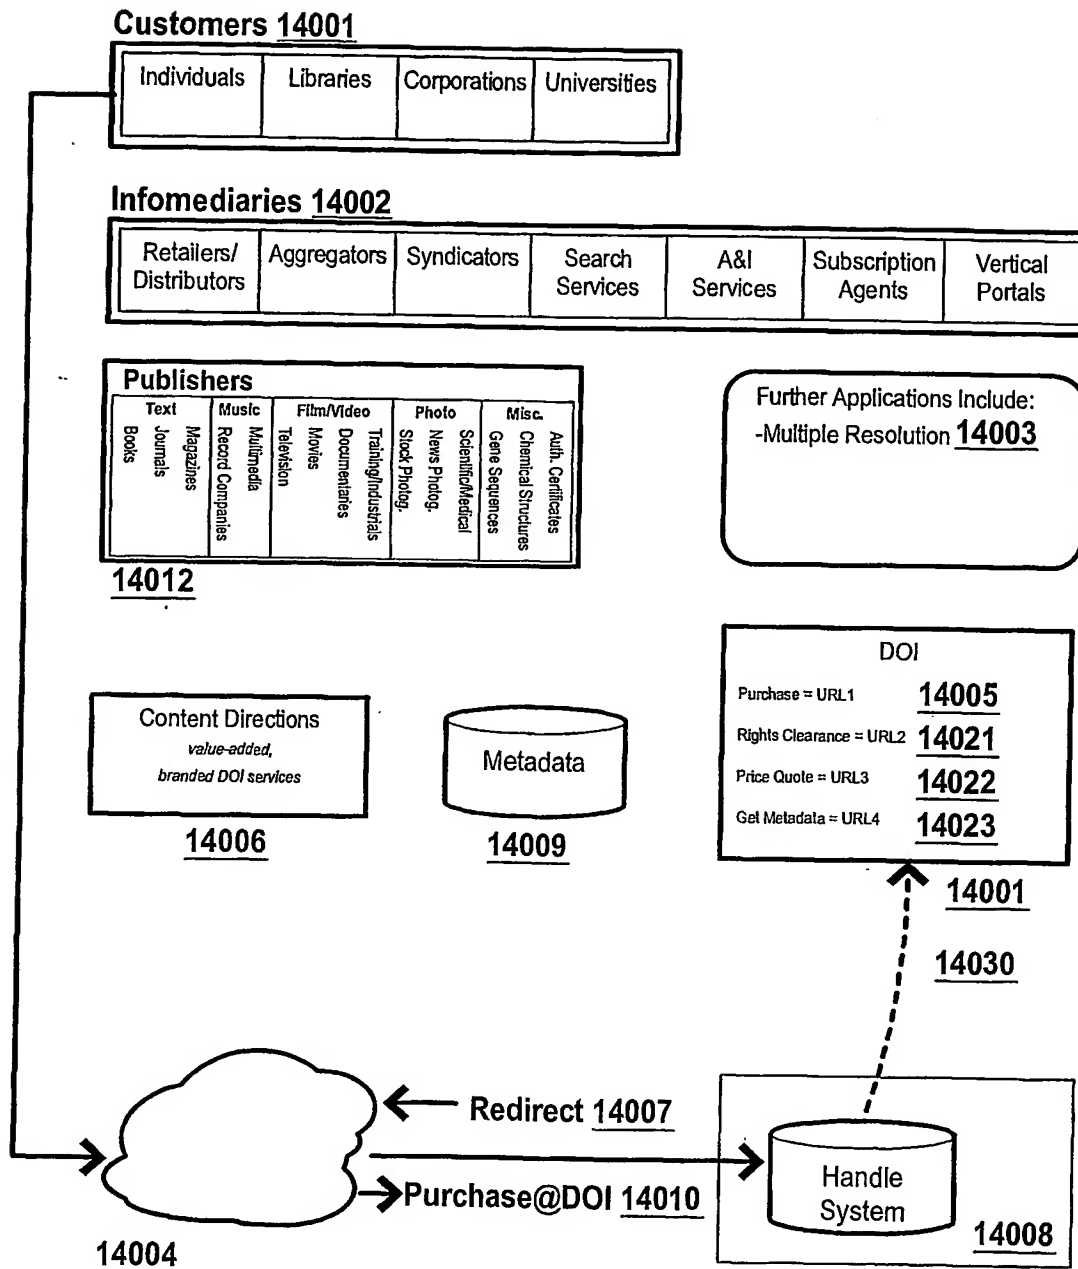 Customers 14001
Individuals
Libraries
Corporations
Universities
Infomediaries 14002
Retailers/
Distributors
Aggregators
Syndicators
Search
Services
A&I
Services
Subscription
Agents
Vertical
Portals
Publishers
Text
Music
Film/Video
Photo
Misc.
Books
Journals
Magazines
Record Companies
Multimedia
Television
Movies
Documentaries
Training/Industrials
Stock Photog.
News Photog.
Scientific/Medical
Gene Sequences
Chemical Structures
Auth. Certificates
14012
Further Applications Include:
-Multiple Resolution 14003
Content Directions
value-added,
branded DOI services
14006
Metadata
14009
DOI
Purchase = URL1 14005
Rights Clearance = URL2 14021
Price Quote = URL3 14022
Get Metadata = URL4 14023
14001
14030
Redirect 14007
Purchase@DOI 14010
14004
Handle
System
14008